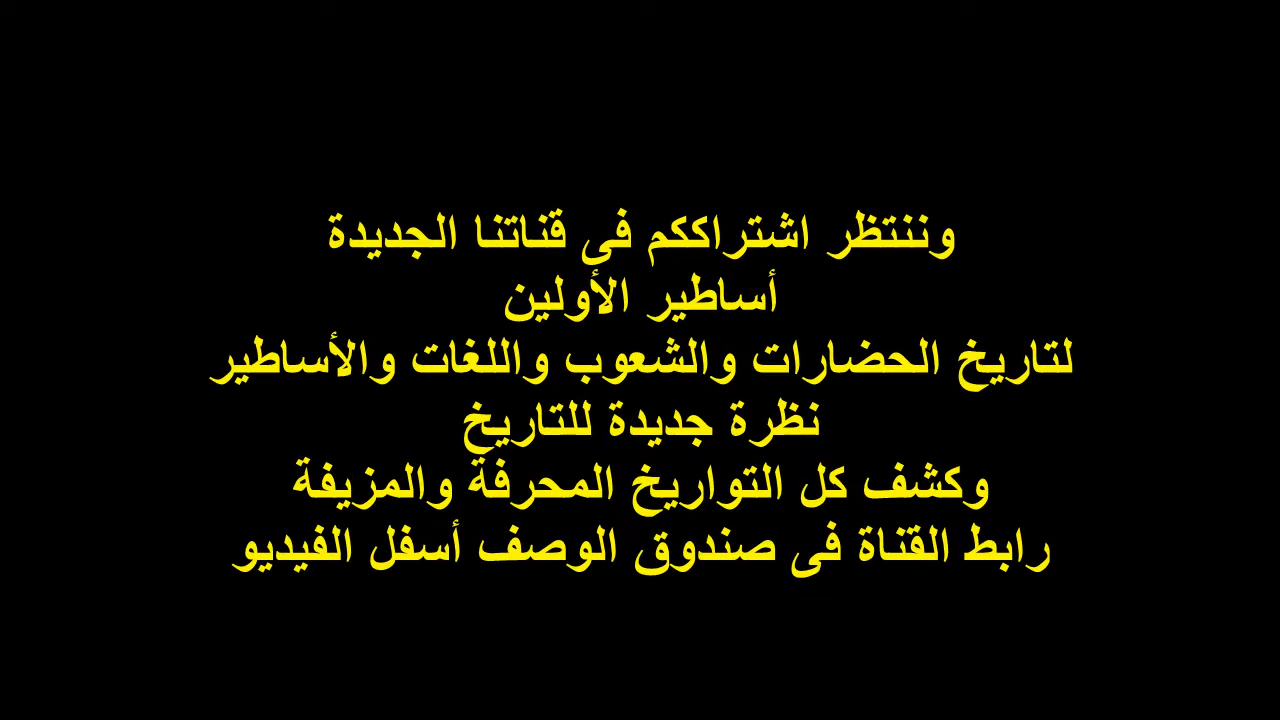 وننتظر اشتراككم فى قناتنا الجديدة
أساطير الأولين
لتاريخ الحضارات والشعوب واللغات والأساطير
نظرة جديدة للتاريخ
وكشف كل التواريخ المحرفة والمزيفة
رابط القناة فى صندوق الوصف أسفل الفيديو